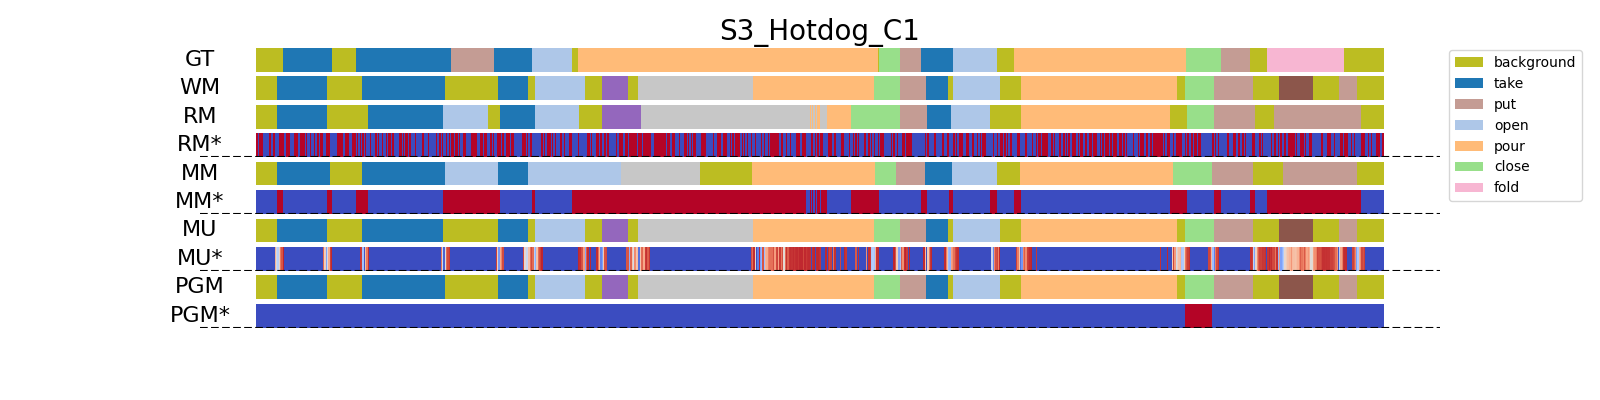 S3_Hotdog_C1
GT
WM
RM
RM*
MM
MM*
MU
MU*
PGM
PGM*
background
take
put
open
pour
close
fold